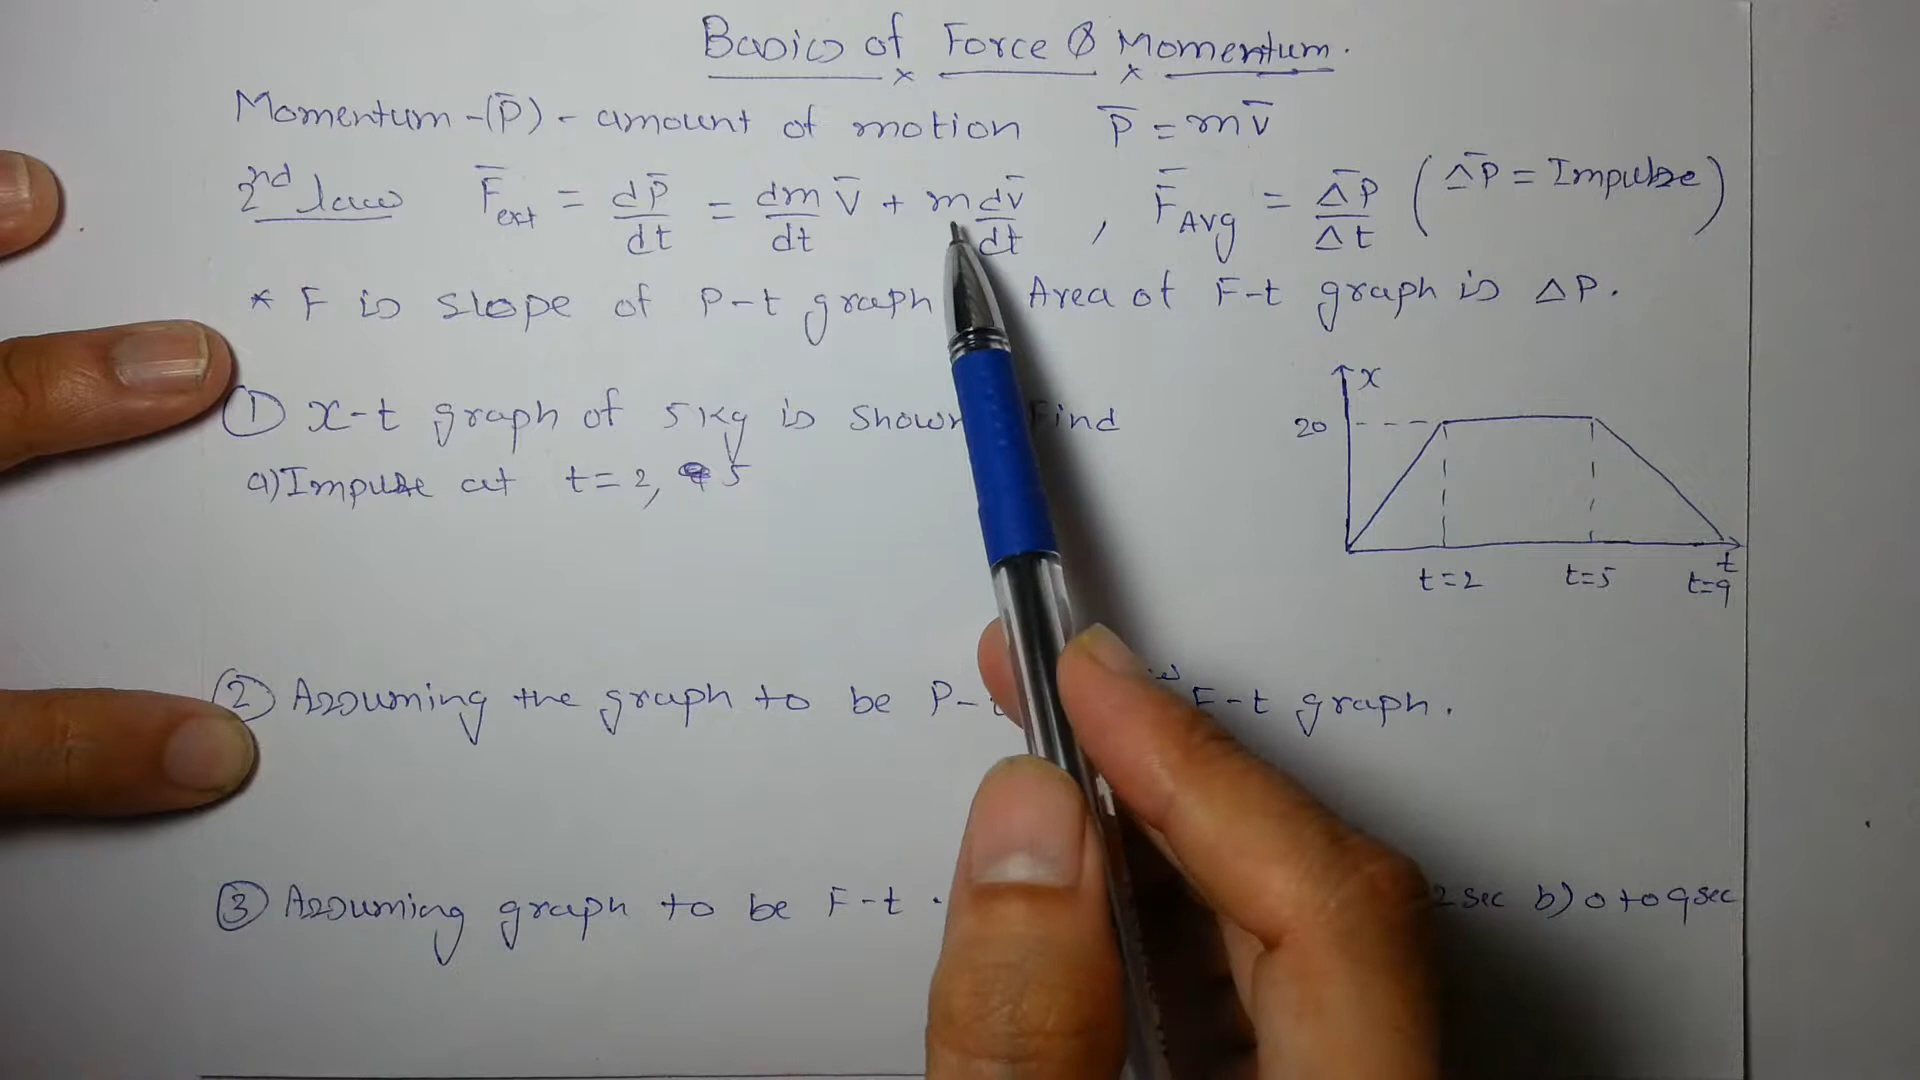 Basics of Force & Momentum.
Momentum - (P̄) - amount of motion P̄ = mV̄
2nd law F̄ext = dP̄/dt = dm/dt V̄ + m dv̄/dt , F̄Avg = ΔP̄/Δt (ΔP̄ = Impulse)
* F is slope of P-t graph Area of F-t graph is ΔP.
① x-t graph of 5kg is shown Find
a) Impulse at t=2, 5
x
20
t
t=2 t=5 t=9
② Assuming the graph to be P- F-t graph.
③ Assuming graph to be F-t . 2sec b) 0 to 9sec